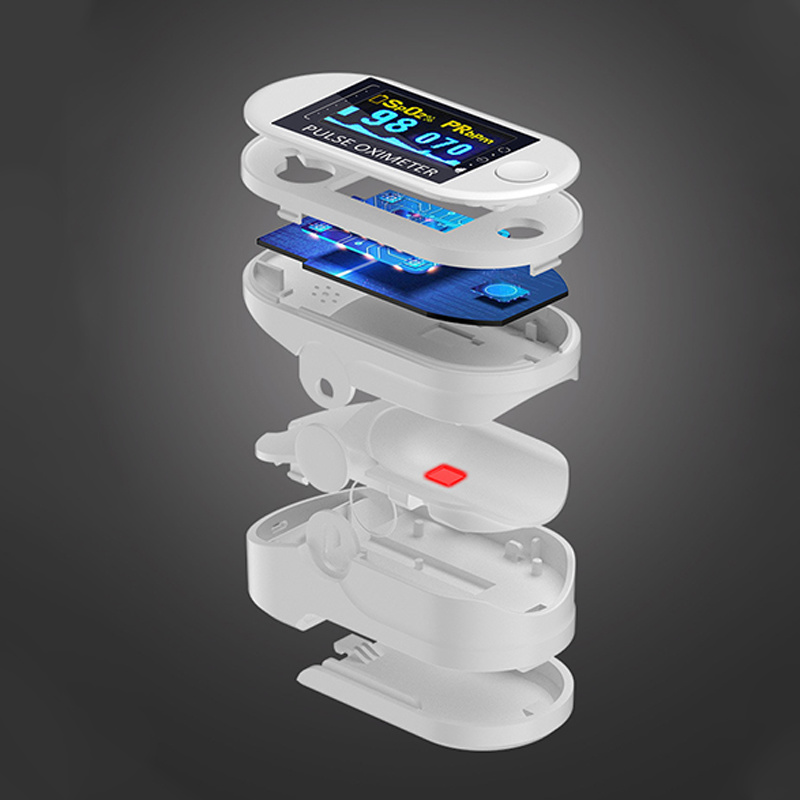 SpO2% PRbpm
98 070
PULSE OXIMETER